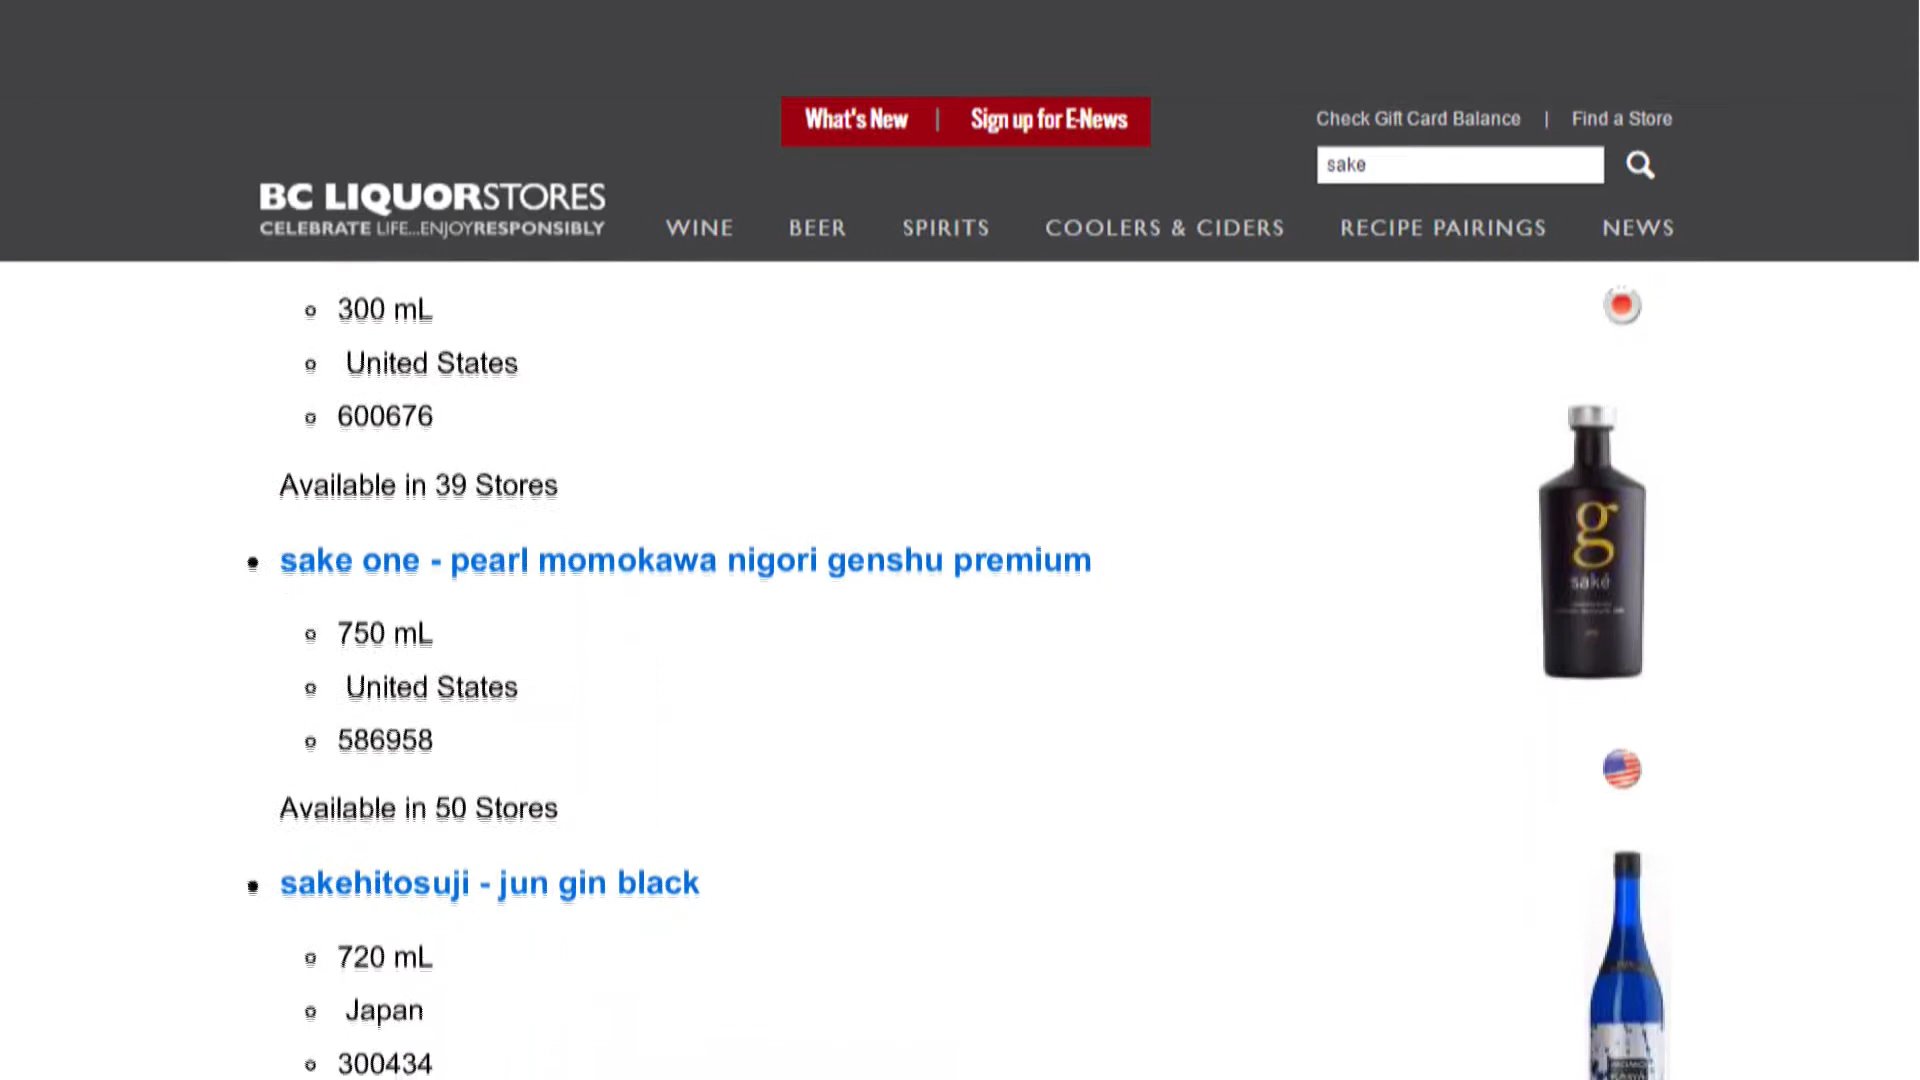 What's New | Sign up for E-News
Check Gift Card Balance | Find a Store
sake
BC LIQUORSTORES
CELEBRATE LIFE...ENJOYRESPONSIBLY
WINE BEER SPIRITS COOLERS & CIDERS RECIPE PAIRINGS NEWS
300 mL
United States
600676
Available in 39 Stores
sake one - pearl momokawa nigori genshu premium
750 mL
United States
586958
Available in 50 Stores
sakehitosuji - jun gin black
720 mL
Japan
300434
g
saké